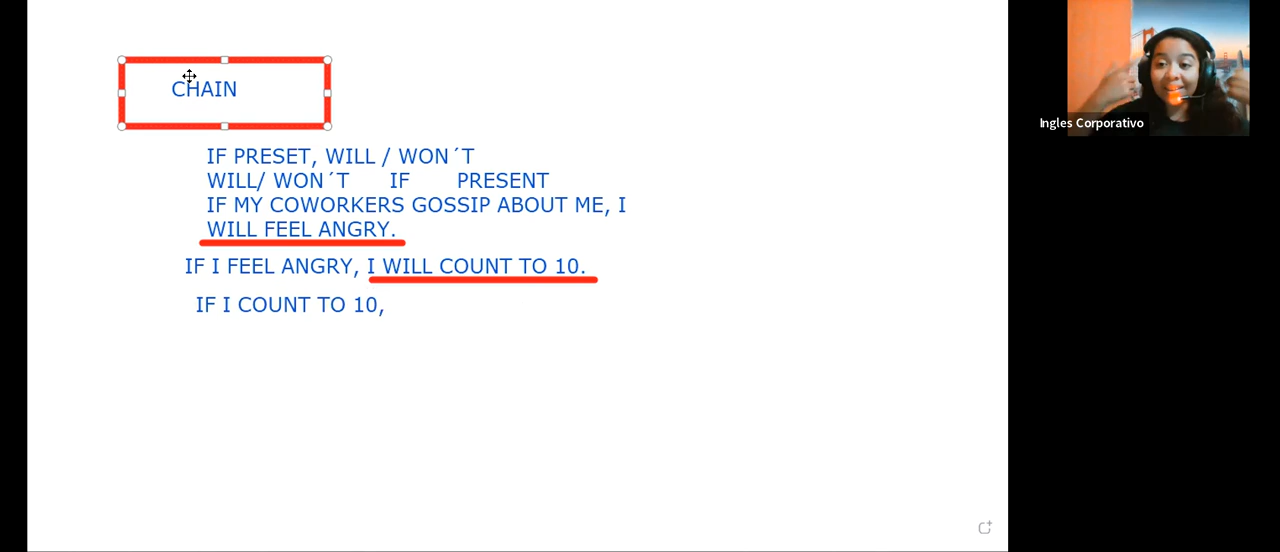 CHAIN
IF PRESET, WILL / WON´T
WILL/ WON´T IF PRESENT
IF MY COWORKERS GOSSIP ABOUT ME, I
WILL FEEL ANGRY.
IF I FEEL ANGRY, I WILL COUNT TO 10.
IF I COUNT TO 10,
Ingles Corporativo